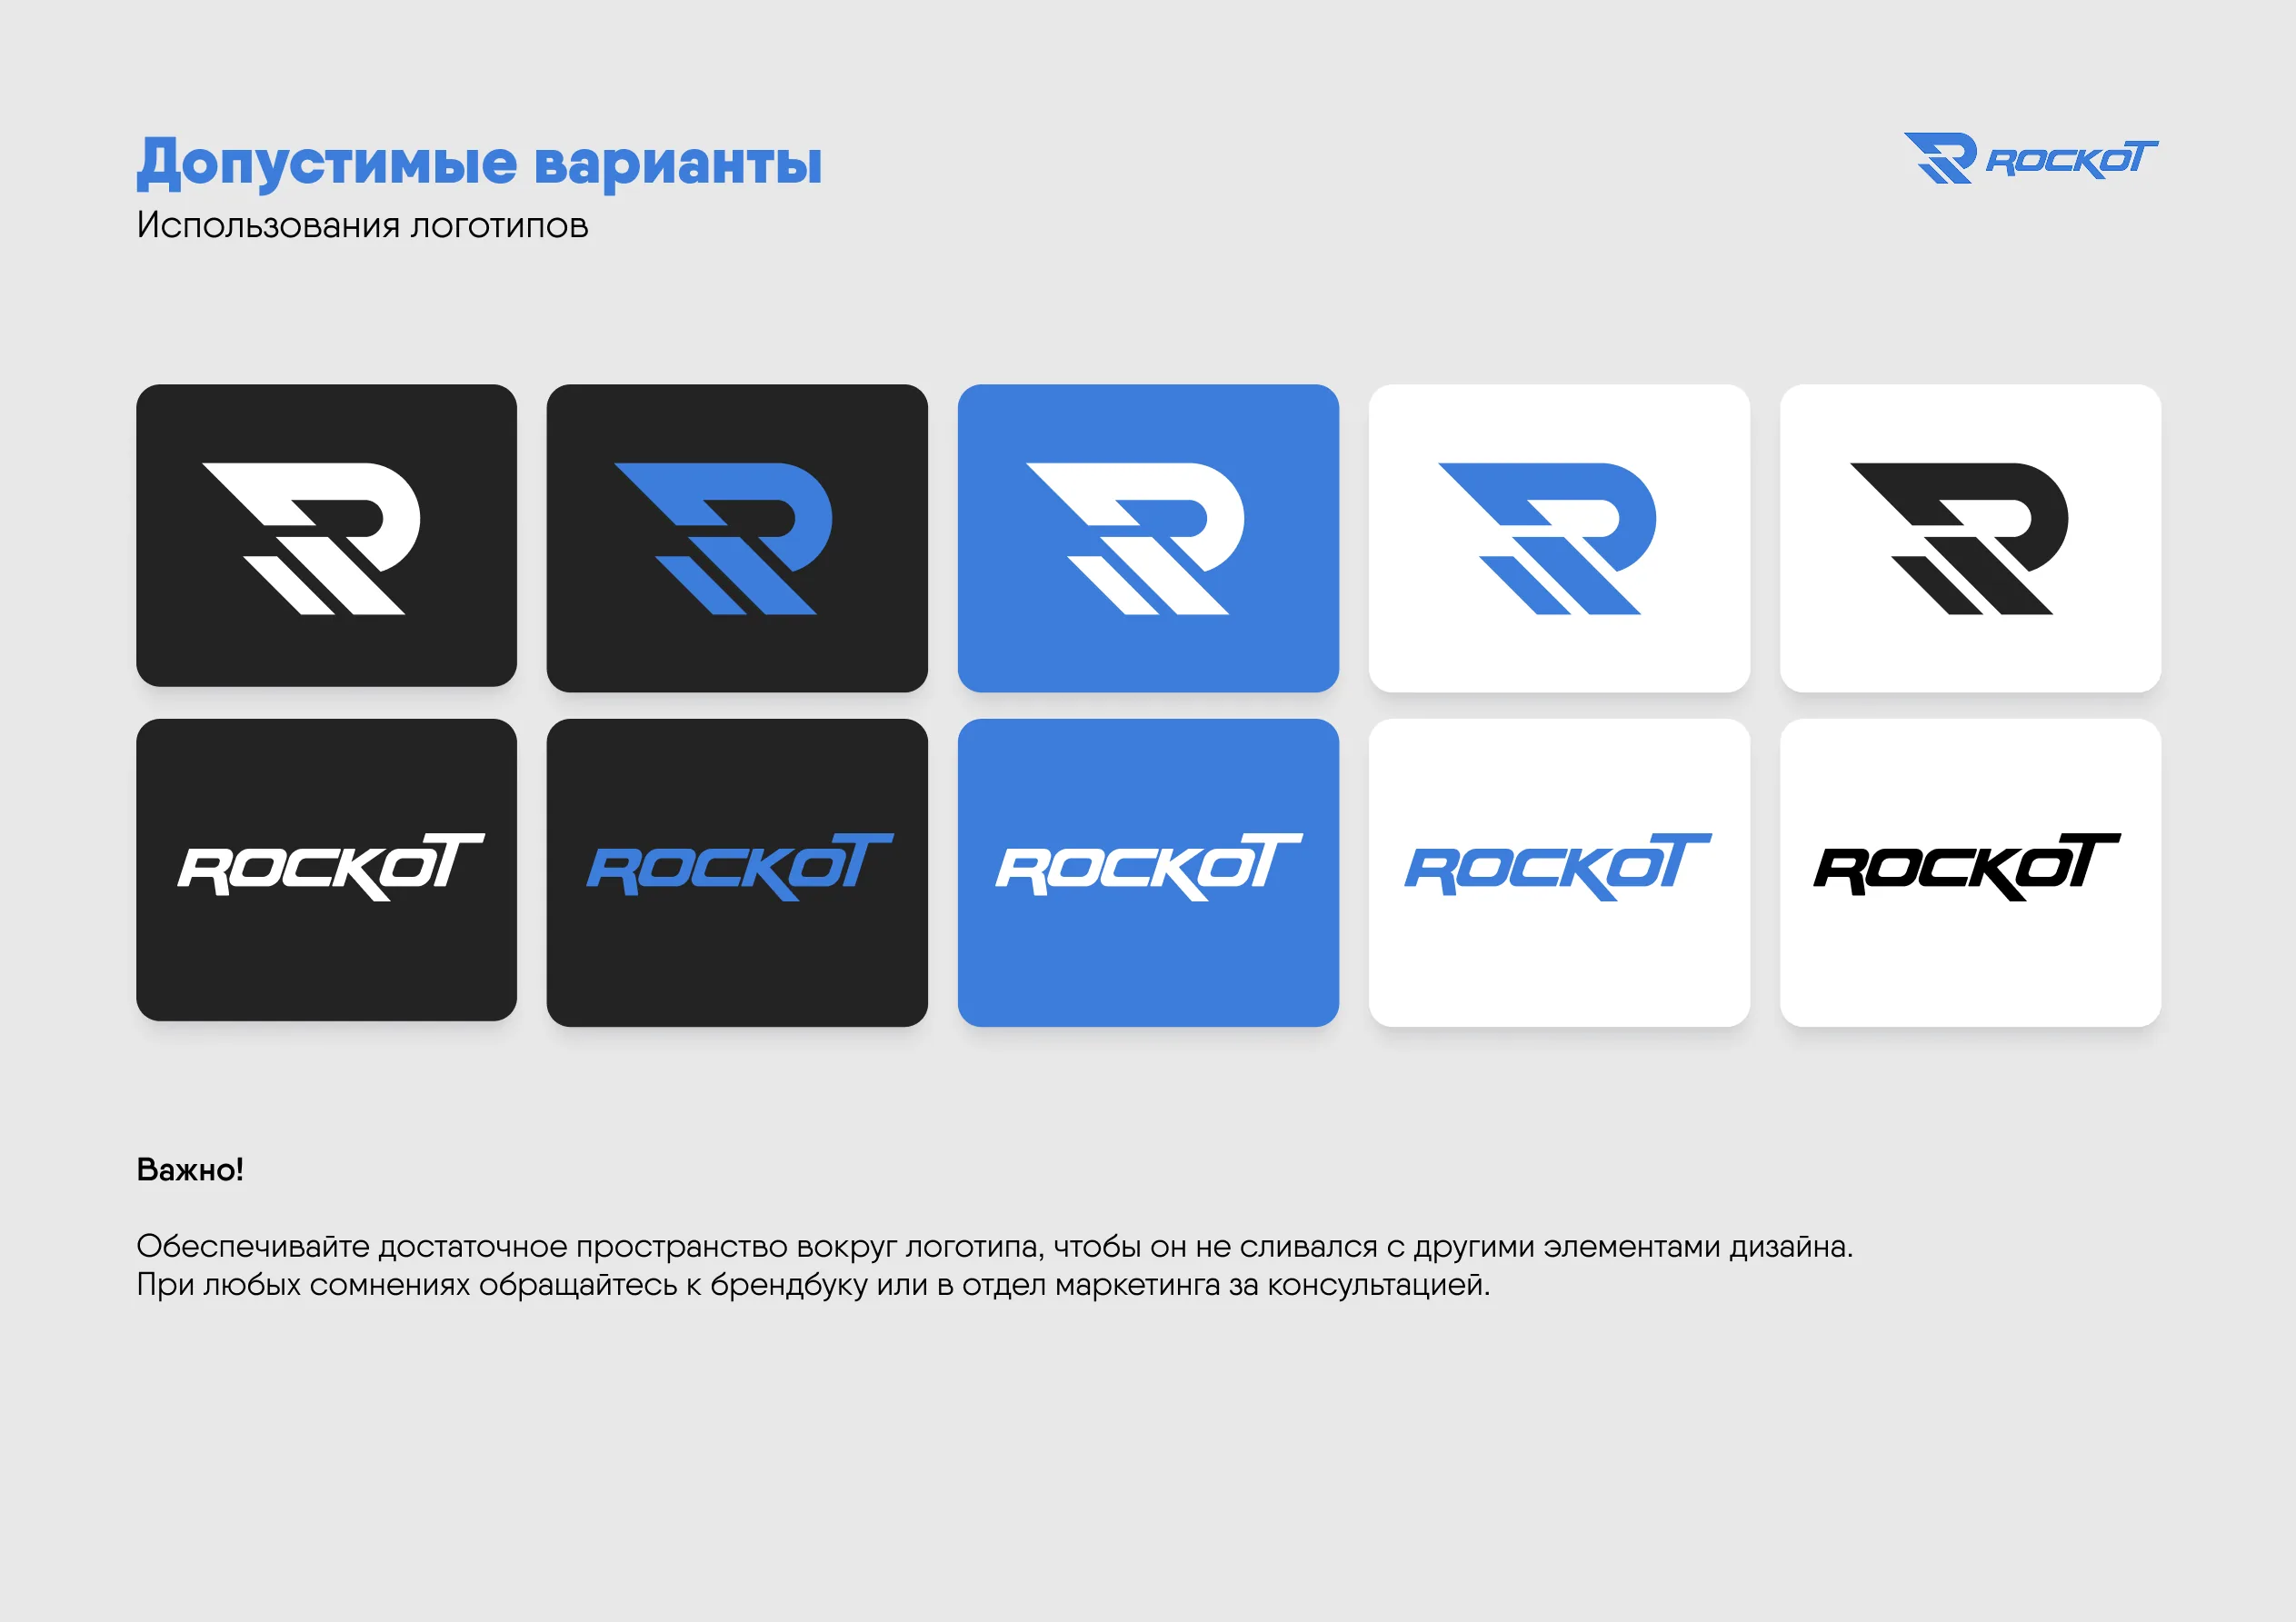 Допустимые варианты
Использования логотипов
ROCKOT
ROCKOT
ROCKOT
ROCKOT
ROCKOT
ROCKOT
Важно!
Обеспечивайте достаточное пространство вокруг логотипа, чтобы он не сливался с другими элементами дизайна.
При любых сомнениях обращайтесь к брендбуку или в отдел маркетинга за консультацией.